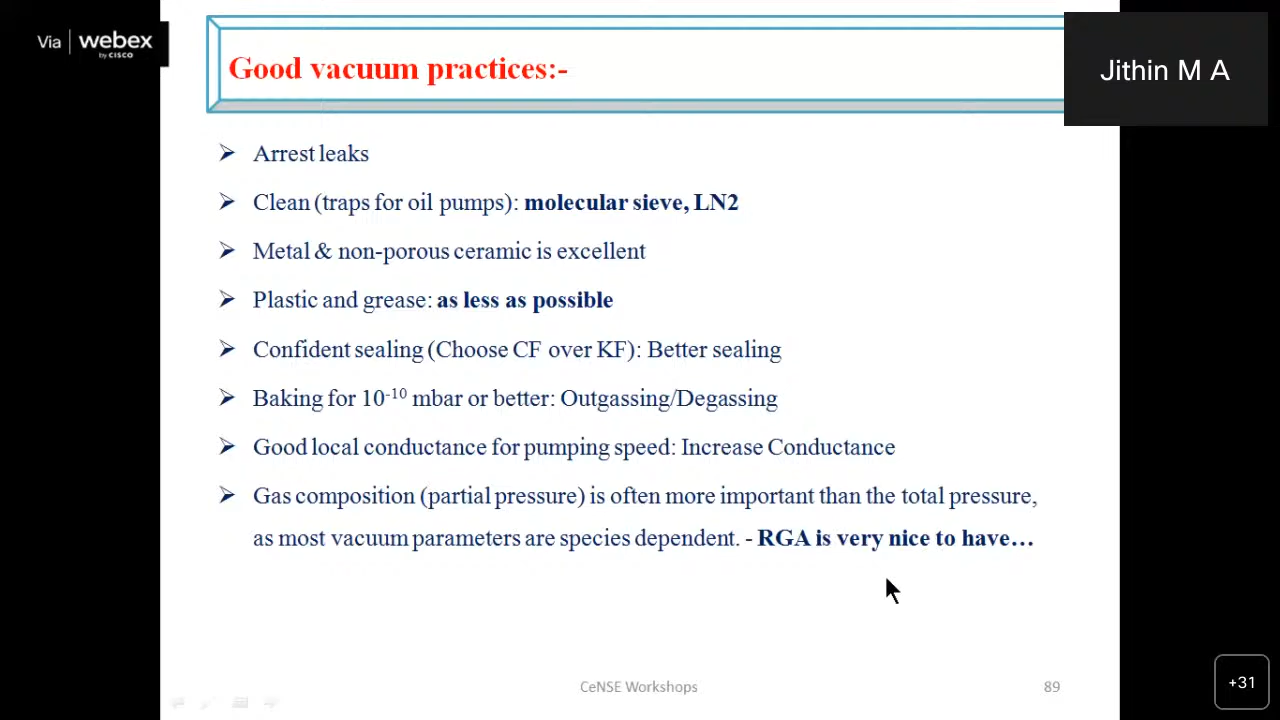 Via webex
by CISCO
Good vacuum practices:-
Jithin M A
Arrest leaks
Clean (traps for oil pumps): molecular sieve, LN2
Metal & non-porous ceramic is excellent
Plastic and grease: as less as possible
Confident sealing (Choose CF over KF): Better sealing
Baking for 10⁻¹⁰ mbar or better: Outgassing/Degassing
Good local conductance for pumping speed: Increase Conductance
Gas composition (partial pressure) is often more important than the total pressure,
as most vacuum parameters are species dependent. - RGA is very nice to have…
CeNSE Workshops
89
+31